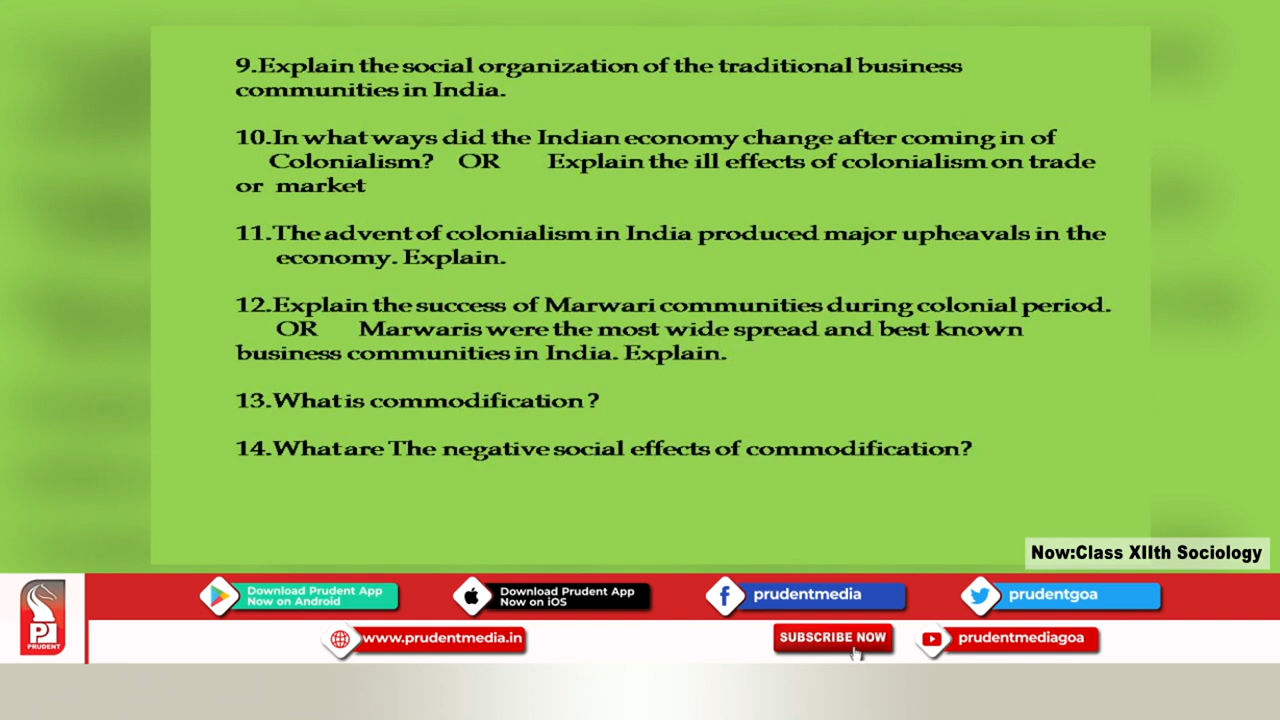 9.Explain the social organization of the traditional business
communities in India.
10.In what ways did the Indian economy change after coming in of
Colonialism? OR Explain the ill effects of colonialism on trade
or market
11.The advent of colonialism in India produced major upheavals in the
economy. Explain.
12.Explain the success of Marwari communities during colonial period.
OR Marwaris were the most wide spread and best known
business communities in India. Explain.
13.What is commodification ?
14.What are The negative social effects of commodification?
Now:Class XIIth Sociology
Download Prudent App
Now on Android
Download Prudent App
Now on iOS
prudentmedia
prudentgoa
PRUDENT
www.prudentmedia.in
SUBSCRIBE NOW
prudentmediagoa